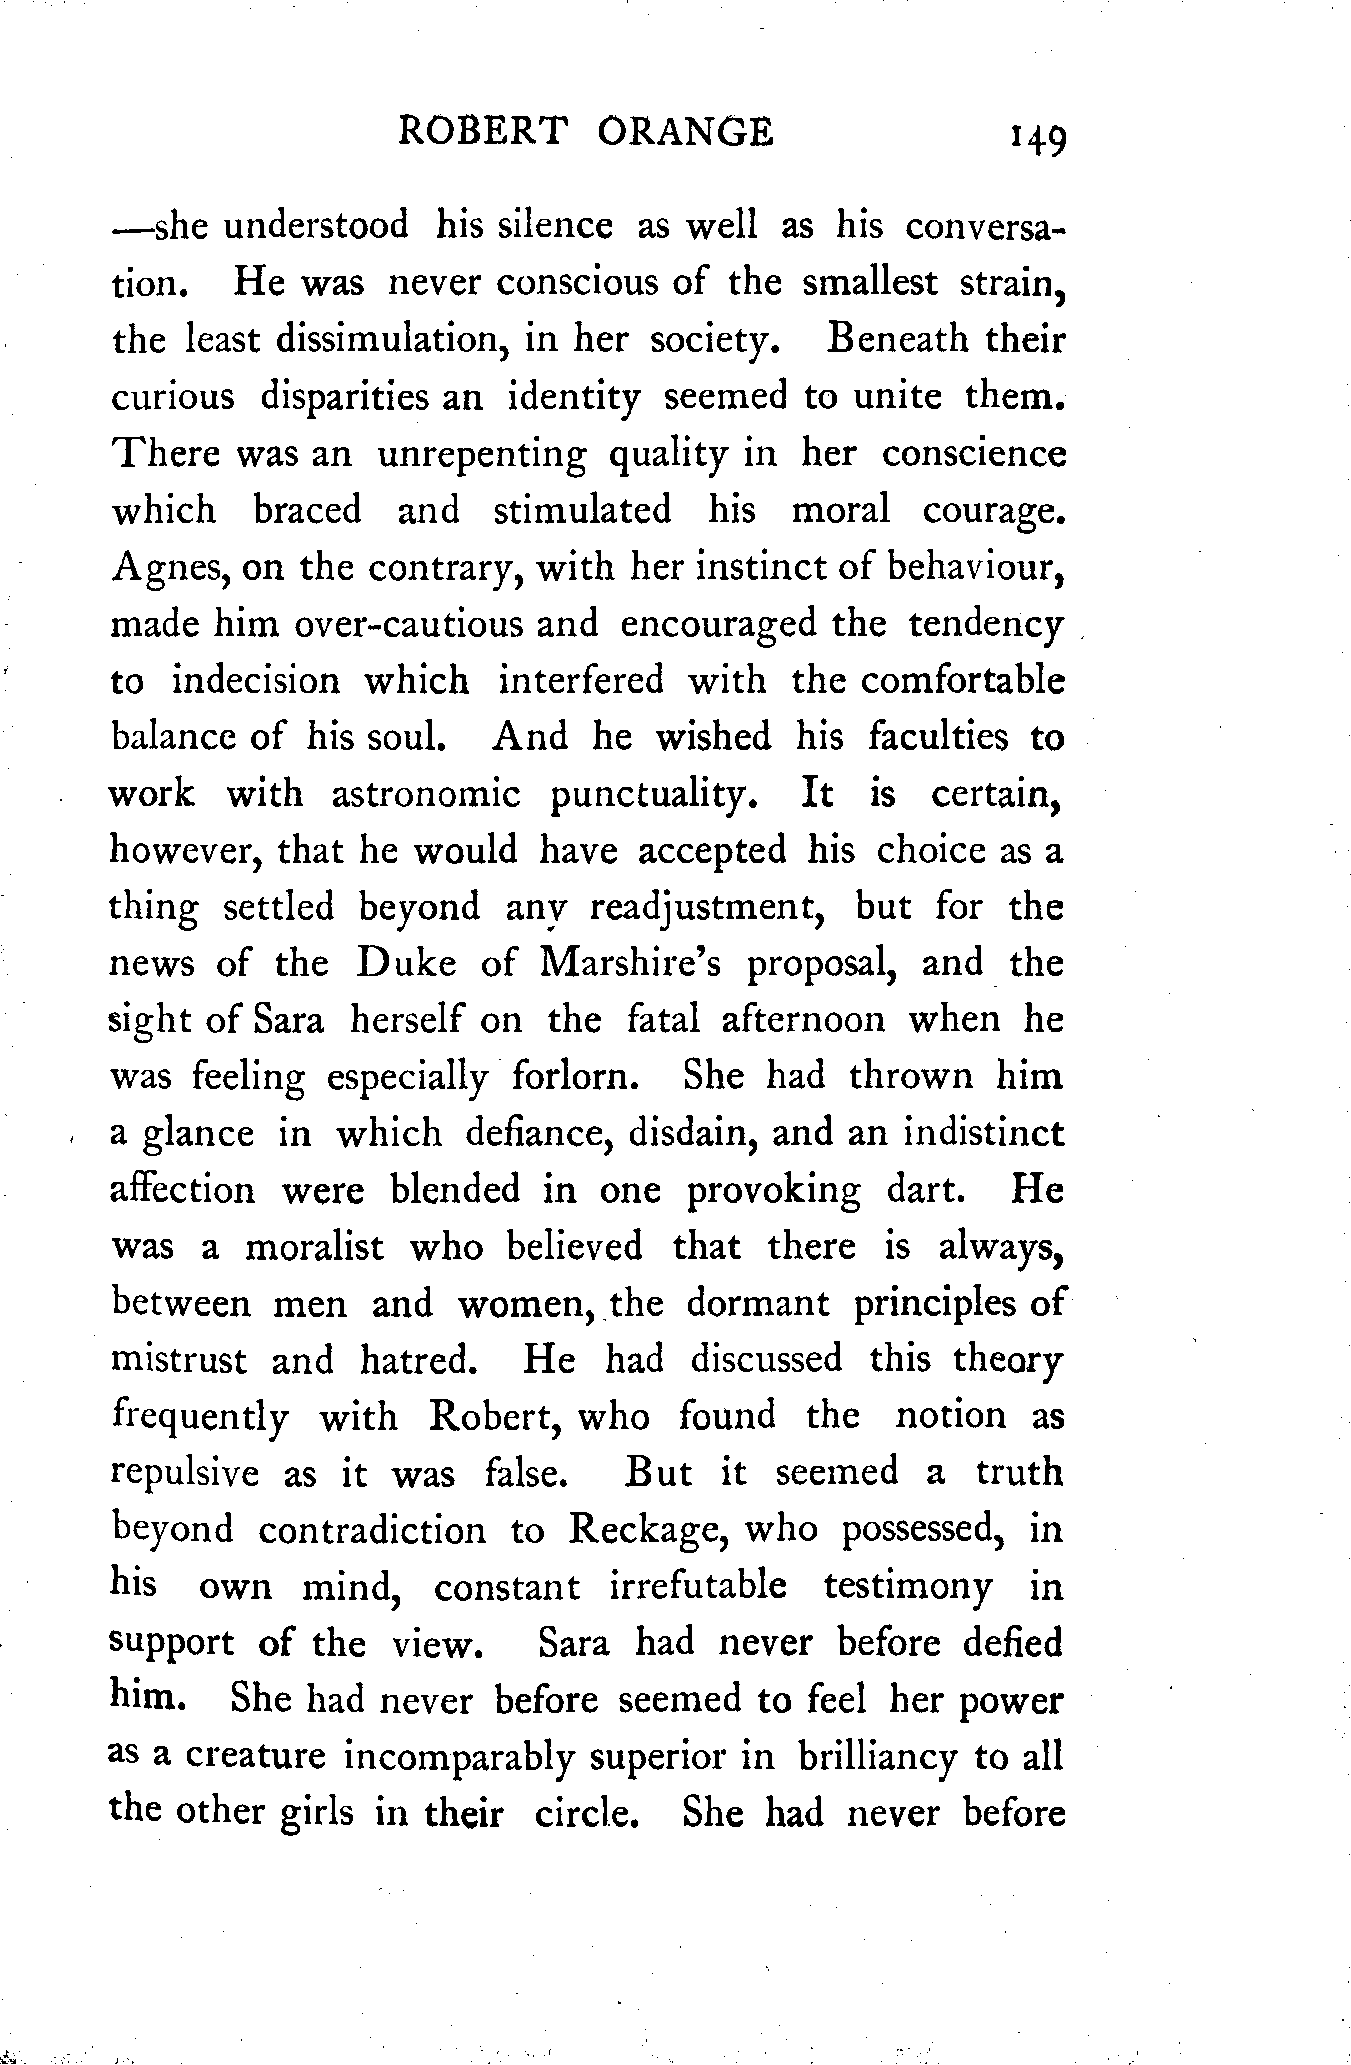 ROBERT ORANGE 149
—she understood his silence as well as his conversa-
tion. He was never conscious of the smallest strain,
the least dissimulation, in her society. Beneath their
curious disparities an identity seemed to unite them.
There was an unrepenting quality in her conscience
which braced and stimulated his moral courage.
Agnes, on the contrary, with her instinct of behaviour,
made him over-cautious and encouraged the tendency
to indecision which interfered with the comfortable
balance of his soul. And he wished his faculties to
work with astronomic punctuality. It is certain,
however, that he would have accepted his choice as a
thing settled beyond any readjustment, but for the
news of the Duke of Marshire's proposal, and the
sight of Sara herself on the fatal afternoon when he
was feeling especially forlorn. She had thrown him
a glance in which defiance, disdain, and an indistinct
affection were blended in one provoking dart. He
was a moralist who believed that there is always,
between men and women, the dormant principles of
mistrust and hatred. He had discussed this theory
frequently with Robert, who found the notion as
repulsive as it was false. But it seemed a truth
beyond contradiction to Reckage, who possessed, in
his own mind, constant irrefutable testimony in
support of the view. Sara had never before defied
him. She had never before seemed to feel her power
as a creature incomparably superior in brilliancy to all
the other girls in their circle. She had never before